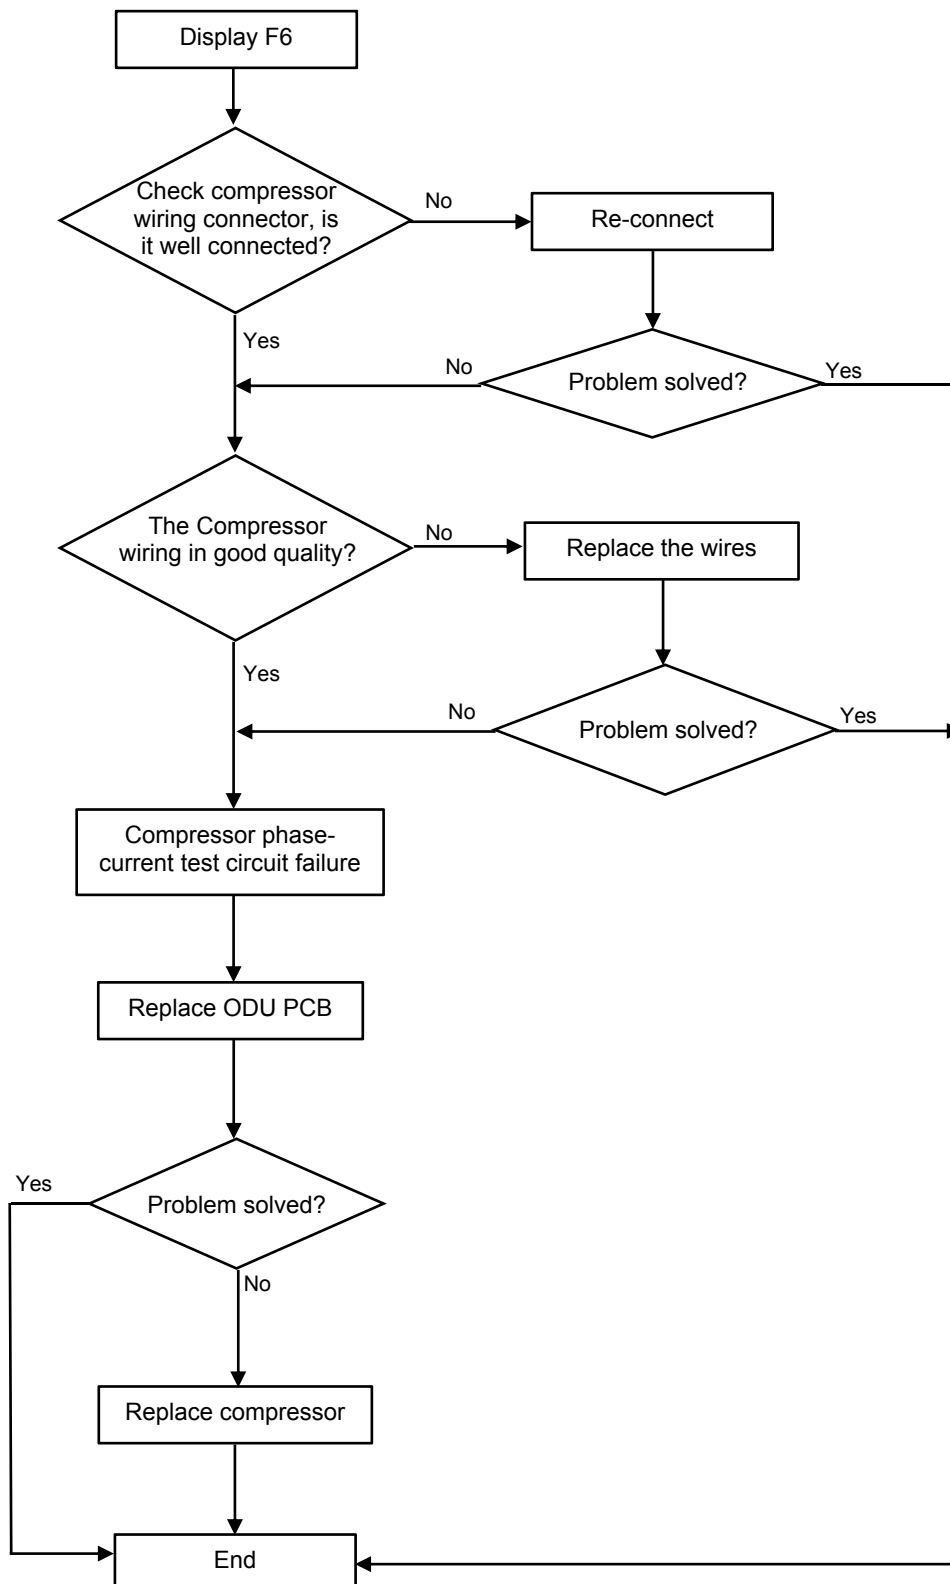 Display F6
Check compressor
wiring connector, is
it well connected?
No
Re-connect
Yes
No
Problem solved?
Yes
The Compressor
wiring in good quality?
No
Replace the wires
Yes
No
Problem solved?
Yes
Compressor phase-
current test circuit failure
Replace ODU PCB
Yes
Problem solved?
No
Replace compressor
End